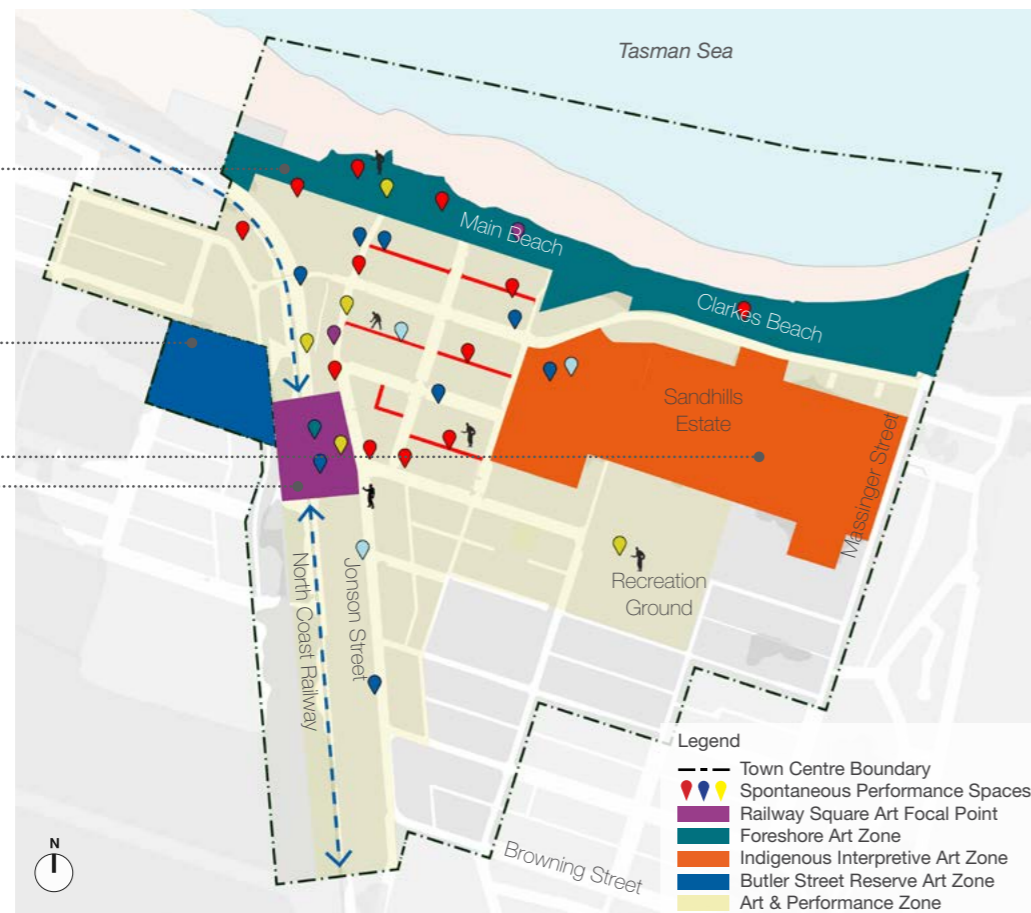 Tasman Sea
Main Beach
Clarkes Beach
Sandhills
Estate
Massinger Street
Recreation
Ground
North Coast Railway
Jonson Street
Browning Street
N
Legend
Town Centre Boundary
Spontaneous Performance Spaces
Railway Square Art Focal Point
Foreshore Art Zone
Indigenous Interpretive Art Zone
Butler Street Reserve Art Zone
Art & Performance Zone